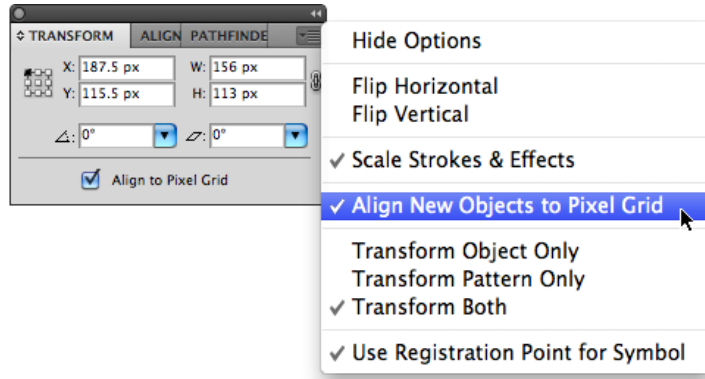 TRANSFORM ALIGN PATHFINDE
X: 187.5 px W: 156 px
Y: 115.5 px H: 113 px
0° 0°
Align to Pixel Grid
Hide Options
Flip Horizontal
Flip Vertical
Scale Strokes & Effects
Align New Objects to Pixel Grid
Transform Object Only
Transform Pattern Only
Transform Both
Use Registration Point for Symbol